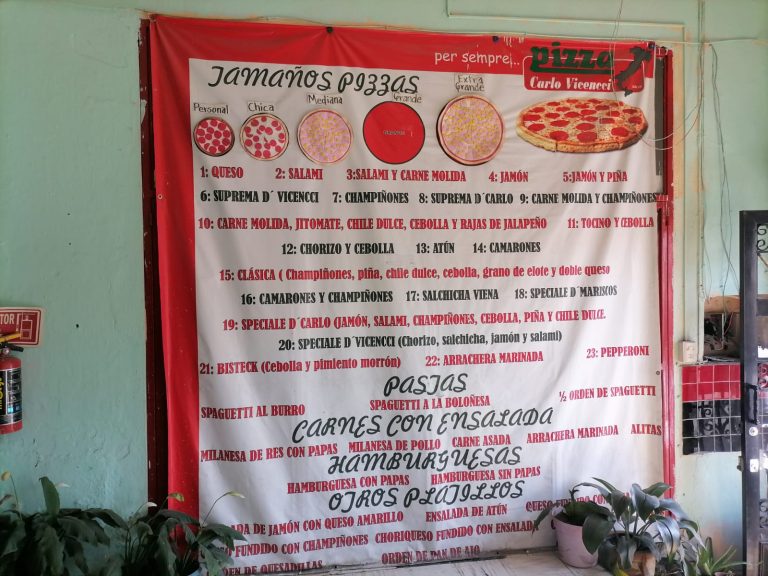 per sempre... pizza
Carlo Vicencci
TAMAÑOS PIZZAS
Personal Chica Mediana Grande Extra Grande
1: QUESO 2: SALAMI 3:SALAMI Y CARNE MOLIDA 4: JAMÓN 5:JAMÓN Y PIÑA
6: SUPREMA D´ VICENCCI 7: CHAMPIÑONES 8: SUPREMA D´CARLO 9: CARNE MOLIDA Y CHAMPIÑONES
10: CARNE MOLIDA, JITOMATE, CHILE DULCE, CEBOLLA Y RAJAS DE JALAPEÑO 11: TOCINO Y CEBOLLA
12: CHORIZO Y CEBOLLA 13: ATÚN 14: CAMARONES
15: CLÁSICA ( Champiñones, piña, chile dulce, cebolla, grano de elote y doble queso
16: CAMARONES Y CHAMPIÑONES 17: SALCHICHA VIENA 18: SPECIALE D´MARISCOS
19: SPECIALE D´CARLO (JAMÓN, SALAMI, CHAMPIÑONES, CEBOLLA, PIÑA Y CHILE DULCE.
20: SPECIALE D´VICENCCI (Chorizo, salchicha, jamón y salami)
21: BISTECK (Cebolla y pimiento morrón) 22: ARRACHERA MARINADA 23: PEPPERONI
PASTAS
SPAGUETTI AL BURRO SPAGUETTI A LA BOLOÑESA ½ ORDEN DE SPAGUETTI
CARNES CON ENSALADA
MILANESA DE RES CON PAPAS MILANESA DE POLLO CARNE ASADA ARRACHERA MARINADA ALITAS
HAMBURGUESAS
HAMBURGUESA CON PAPAS HAMBURGUESA SIN PAPAS
OTROS PLATILLOS
DE JAMÓN CON QUESO AMARILLO ENSALADA DE ATÚN QUESO FUNDIDO CON
FUNDIDO CON CHAMPIÑONES CHORIQUESO FUNDIDO CON ENSALADA
DE QUESADILLAS ORDEN DE PAN DE AJO